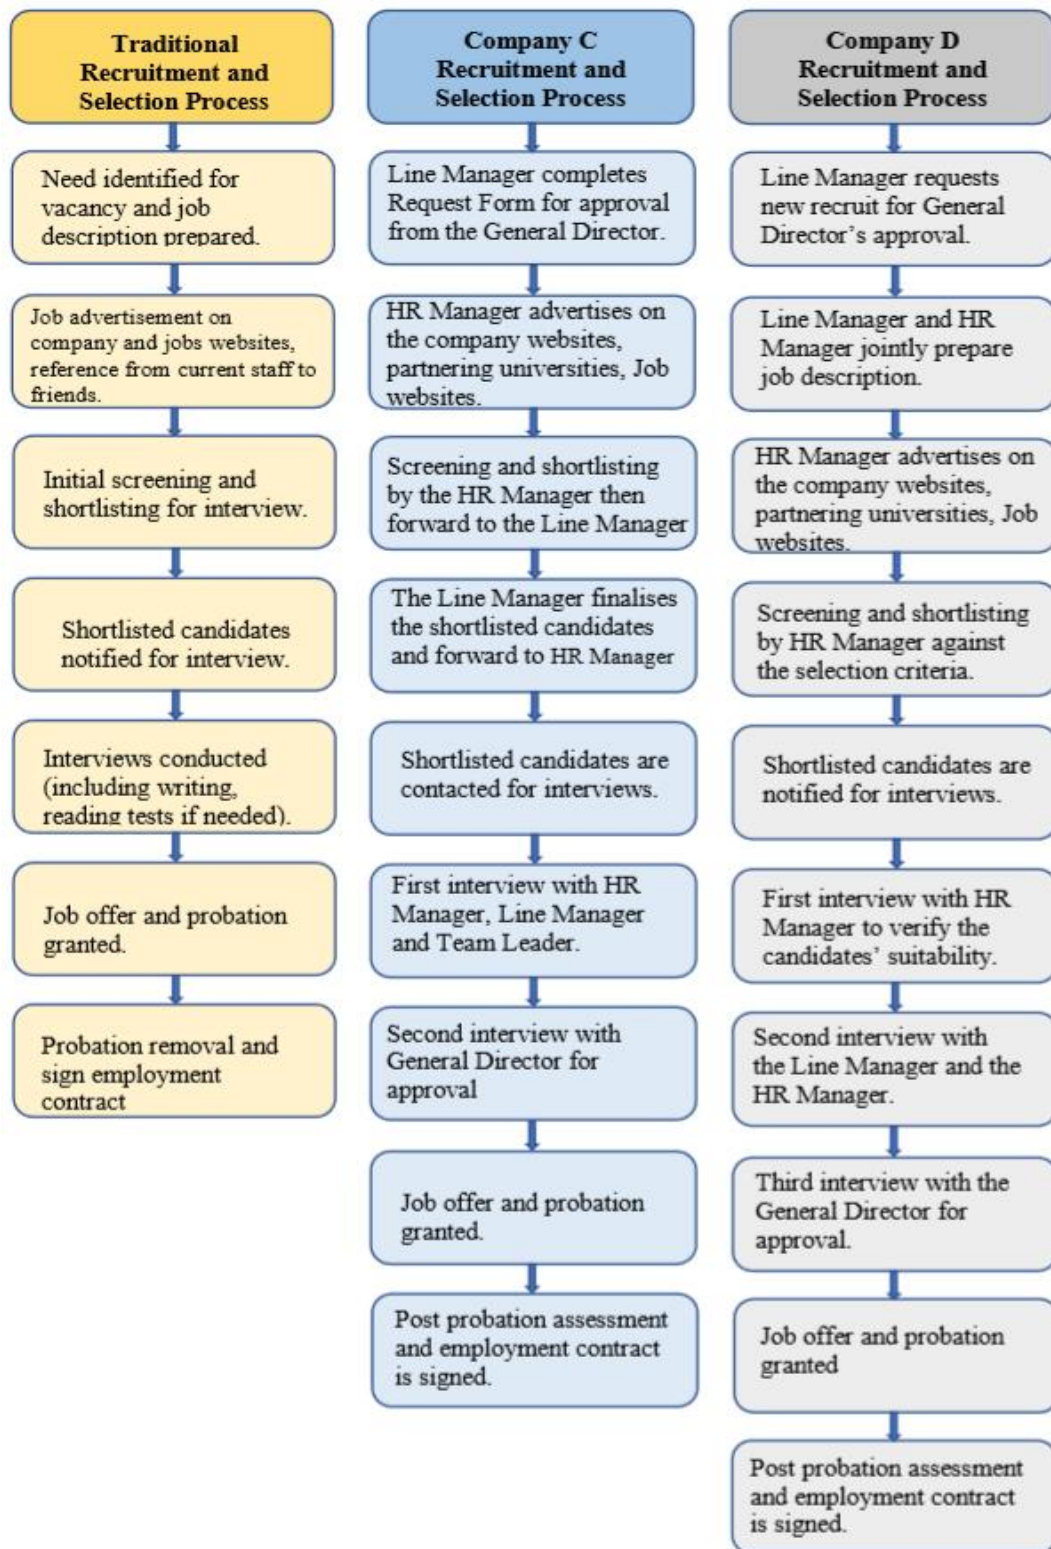 Traditional
Recruitment and
Selection Process
Need identified for
vacancy and job
description prepared.
Job advertisement on
company and jobs websites,
reference from current staff to
friends.
Initial screening and
shortlisting for interview.
Shortlisted candidates
notified for interview.
Interviews conducted
(including writing,
reading tests if needed).
Job offer and probation
granted.
Probation removal and
sign employment
contract
Company C
Recruitment and
Selection Process
Line Manager completes
Request Form for approval
from the General Director.
HR Manager advertises on
the company websites,
partnering universities, Job
websites.
Screening and shortlisting
by the HR Manager then
forward to the Line Manager
The Line Manager finalises
the shortlisted candidates
and forward to HR Manager
Shortlisted candidates are
contacted for interviews.
First interview with HR
Manager, Line Manager
and Team Leader.
Second interview with
General Director for
approval
Job offer and probation
granted.
Post probation assessment
and employment contract
is signed.
Company D
Recruitment and
Selection Process
Line Manager requests
new recruit for General
Director’s approval.
Line Manager and HR
Manager jointly prepare
job description.
HR Manager advertises on
the company websites,
partnering universities, Job
websites.
Screening and shortlisting
by HR Manager against
the selection criteria.
Shortlisted candidates are
notified for interviews.
First interview with HR
Manager to verify the
candidates’ suitability.
Second interview with
the Line Manager and the
HR Manager.
Third interview with the
General Director for
approval.
Job offer and probation
granted
Post probation assessment
and employment contract
is signed.